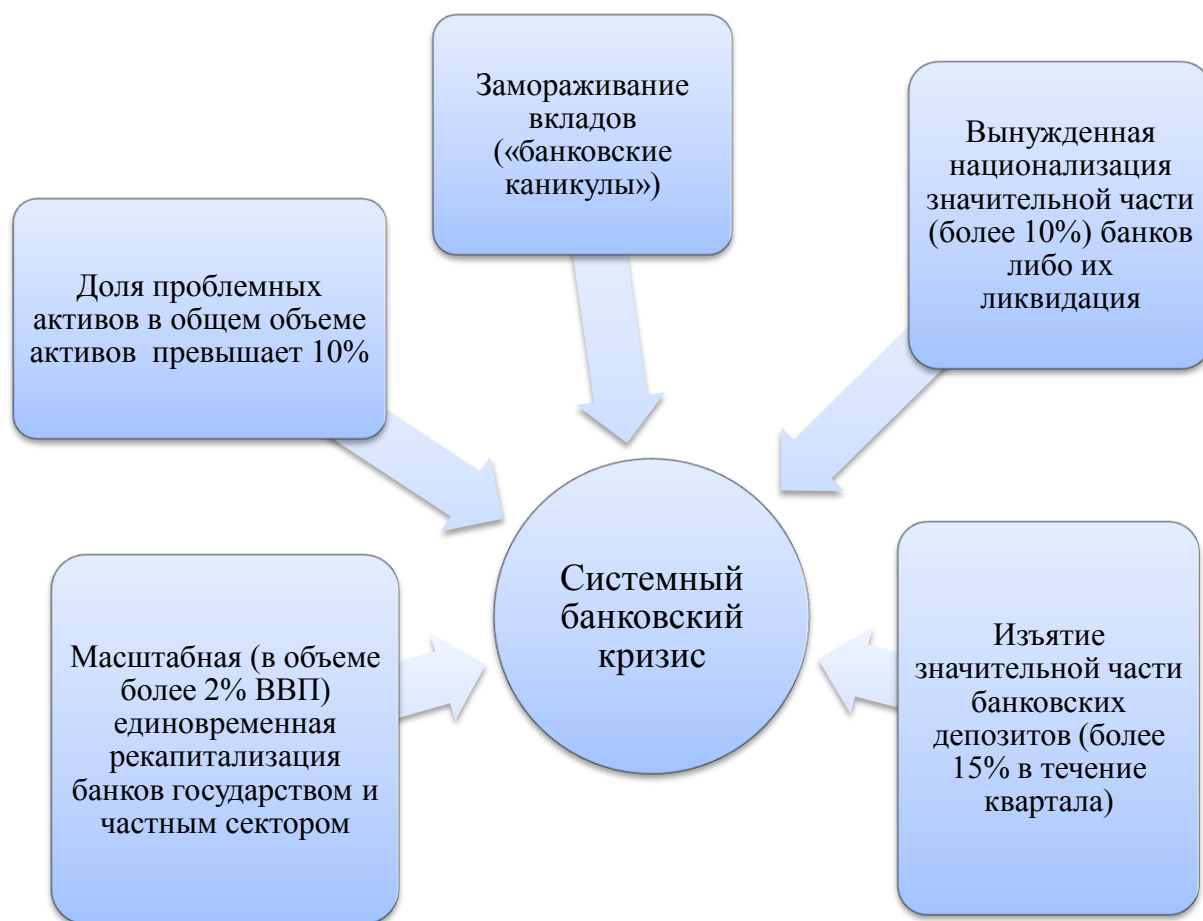 Замораживание
вкладов
(«банковские
каникулы»)
Вынужденная
национализация
значительной части
(более 10%) банков
либо их
ликвидация
Доля проблемных
активов в общем объеме
активов превышает 10%
Системный
банковский
кризис
Масштабная (в объеме
более 2% ВВП)
единовременная
рекапитализация
банков государством и
частным сектором
Изъятие
значительной части
банковских
депозитов (более
15% в течение
квартала)